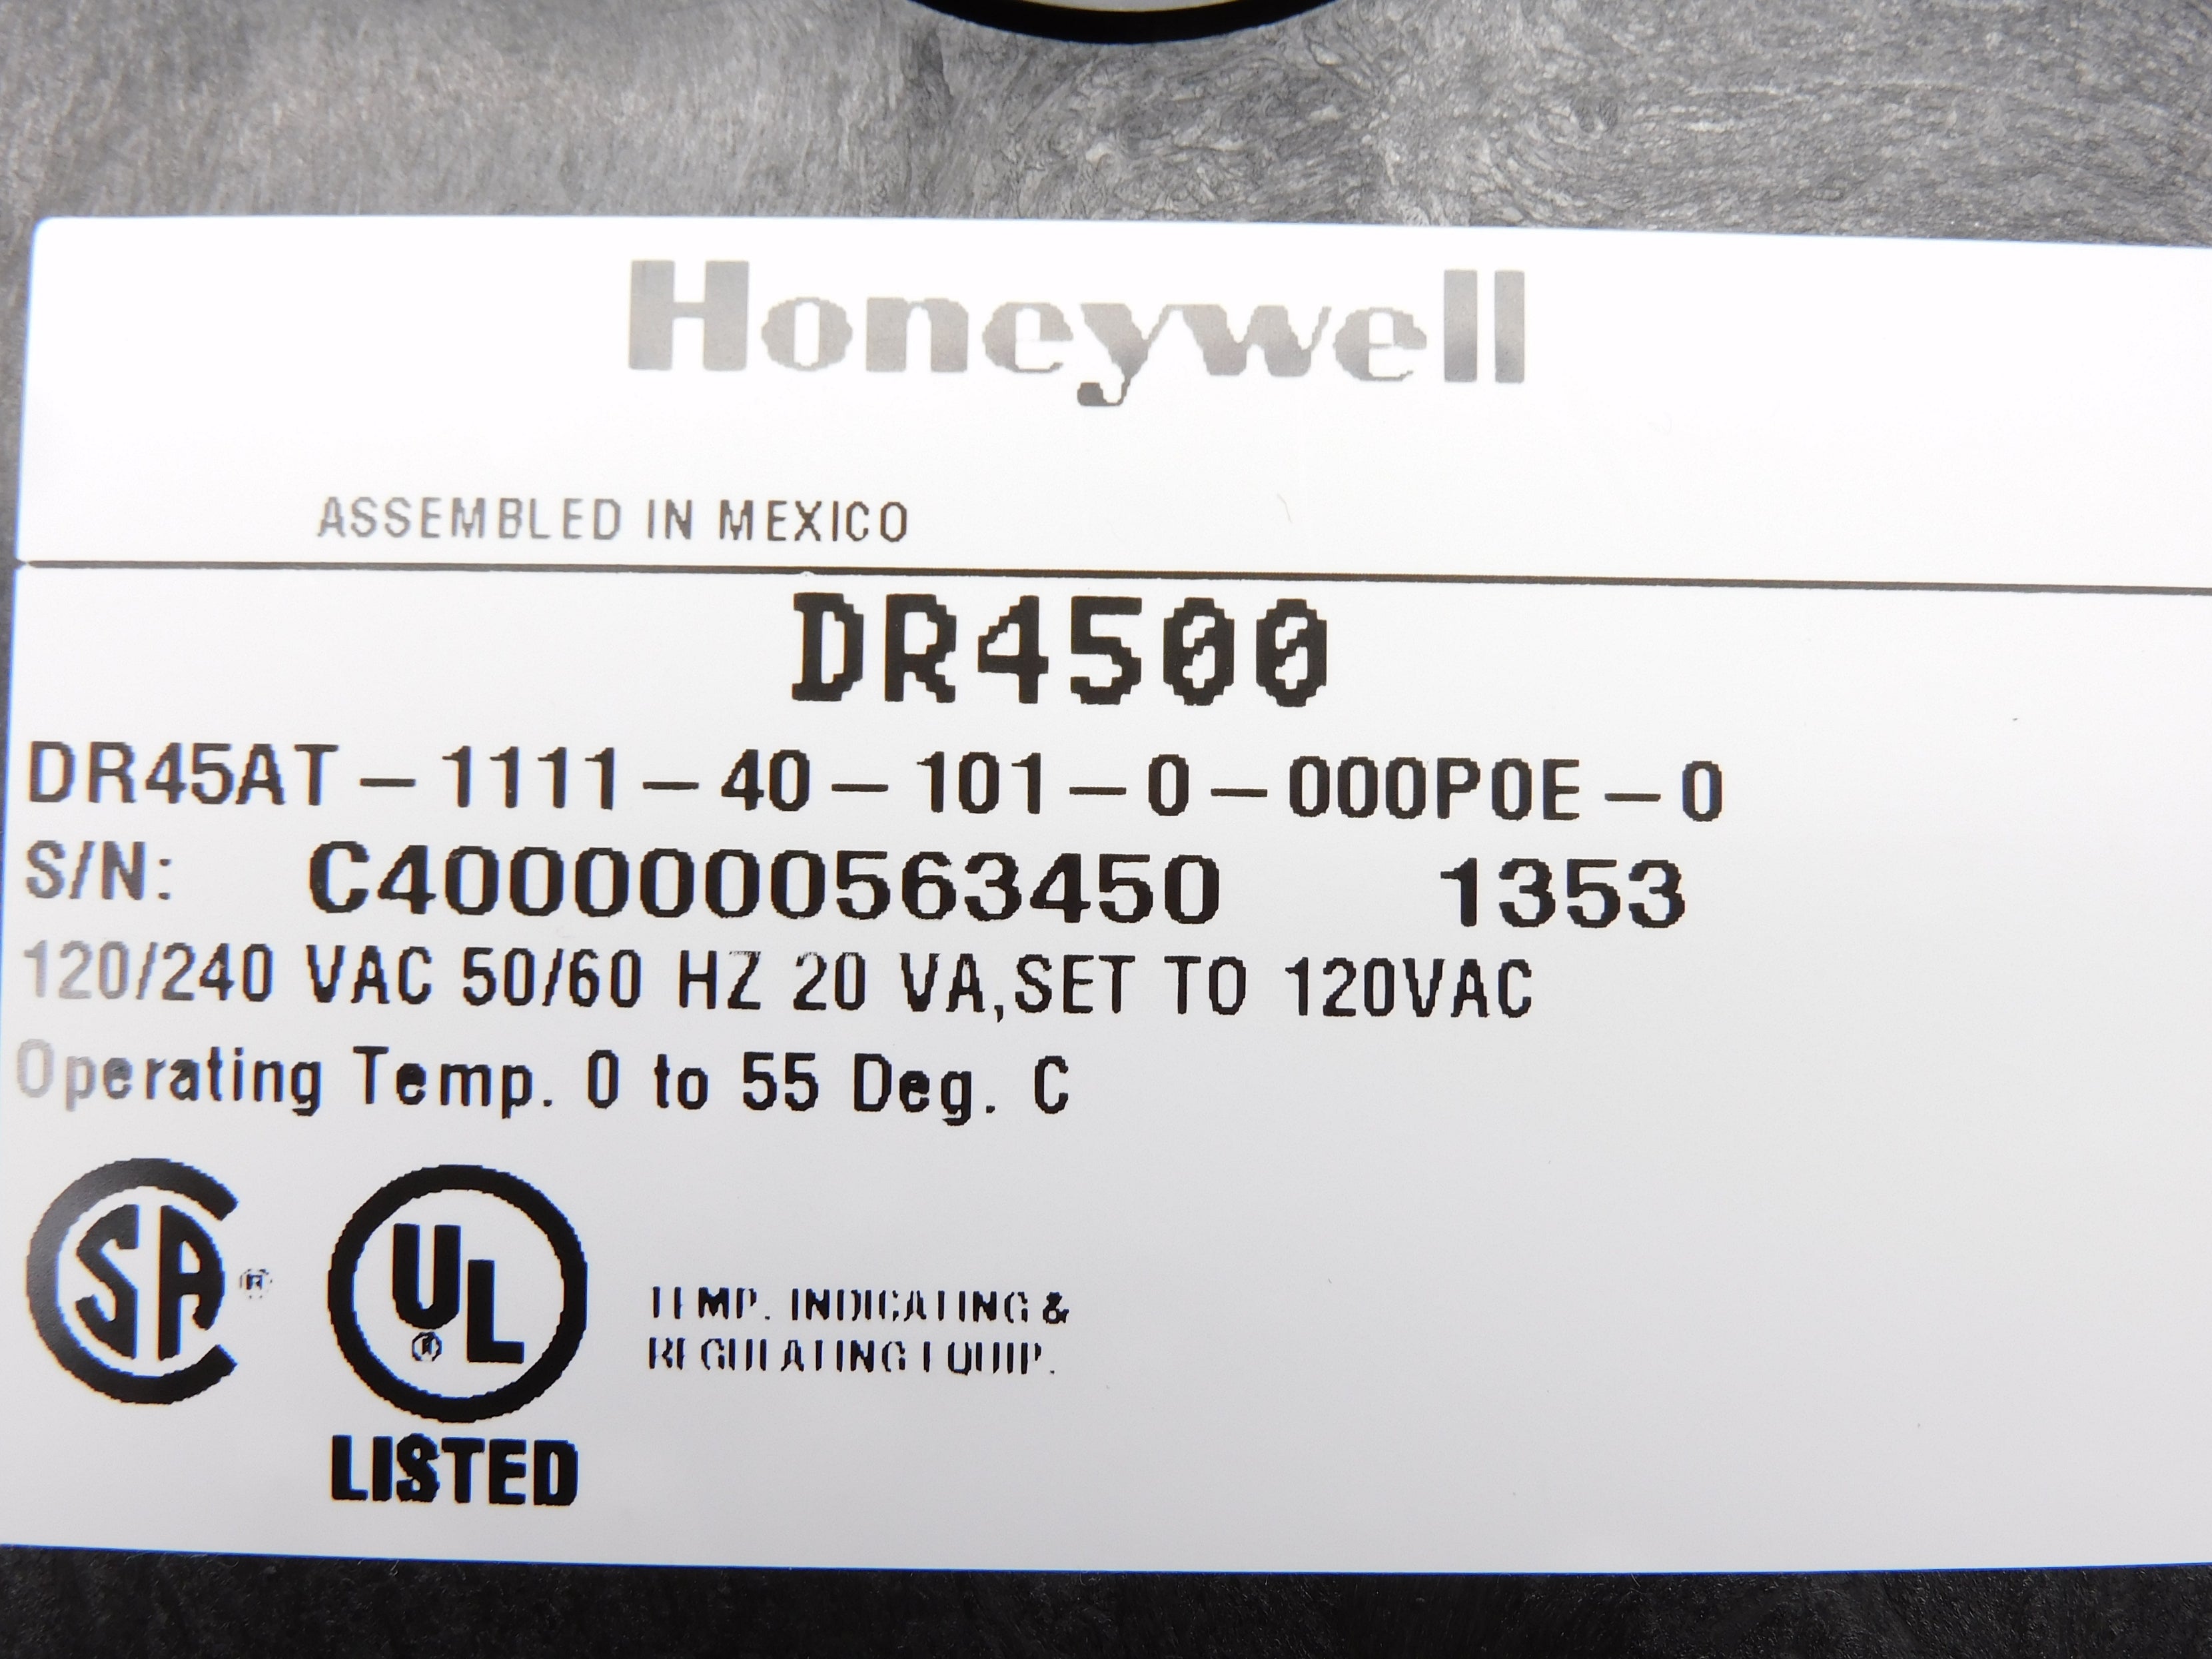 Honeywell
ASSEMBLED IN MEXICO
DR4500
DR45AT-1111-40-101-0-000P0E-0
S/N: C4000000563450 1353
120/240 VAC 50/60 HZ 20 VA,SET TO 120VAC
Operating Temp. 0 to 55 Deg. C
CSA ®
UL ®
TEMP. INDICATING &
REGULATING EQUIP.
LISTED